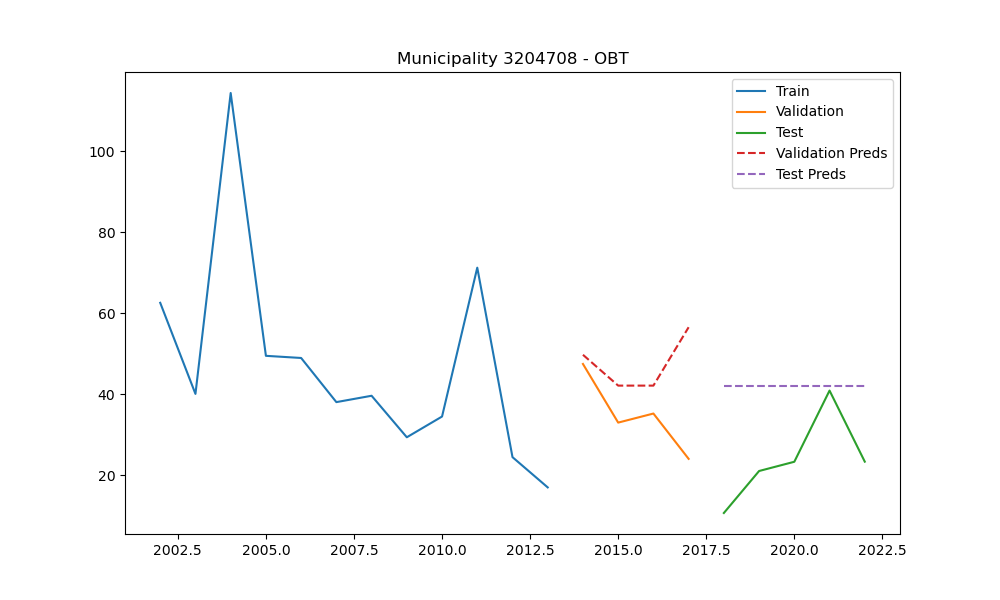 Municipality 3204708 - OBT
Train
Validation
Test
Validation Preds
Test Preds
100
80
60
40
20
2002.5 2005.0 2007.5 2010.0 2012.5 2015.0 2017.5 2020.0 2022.5